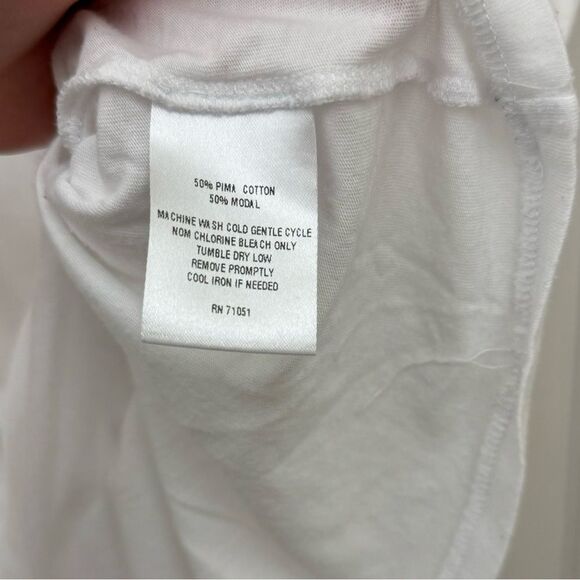 50% PIMA COTTON
50% MODAL
MACHINE WASH COLD GENTLE CYCLE
NOM CHLORINE BLEACH ONLY
TUMBLE DRY LOW
REMOVE PROMPTLY
COOL IRON IF NEEDED
RN 71051